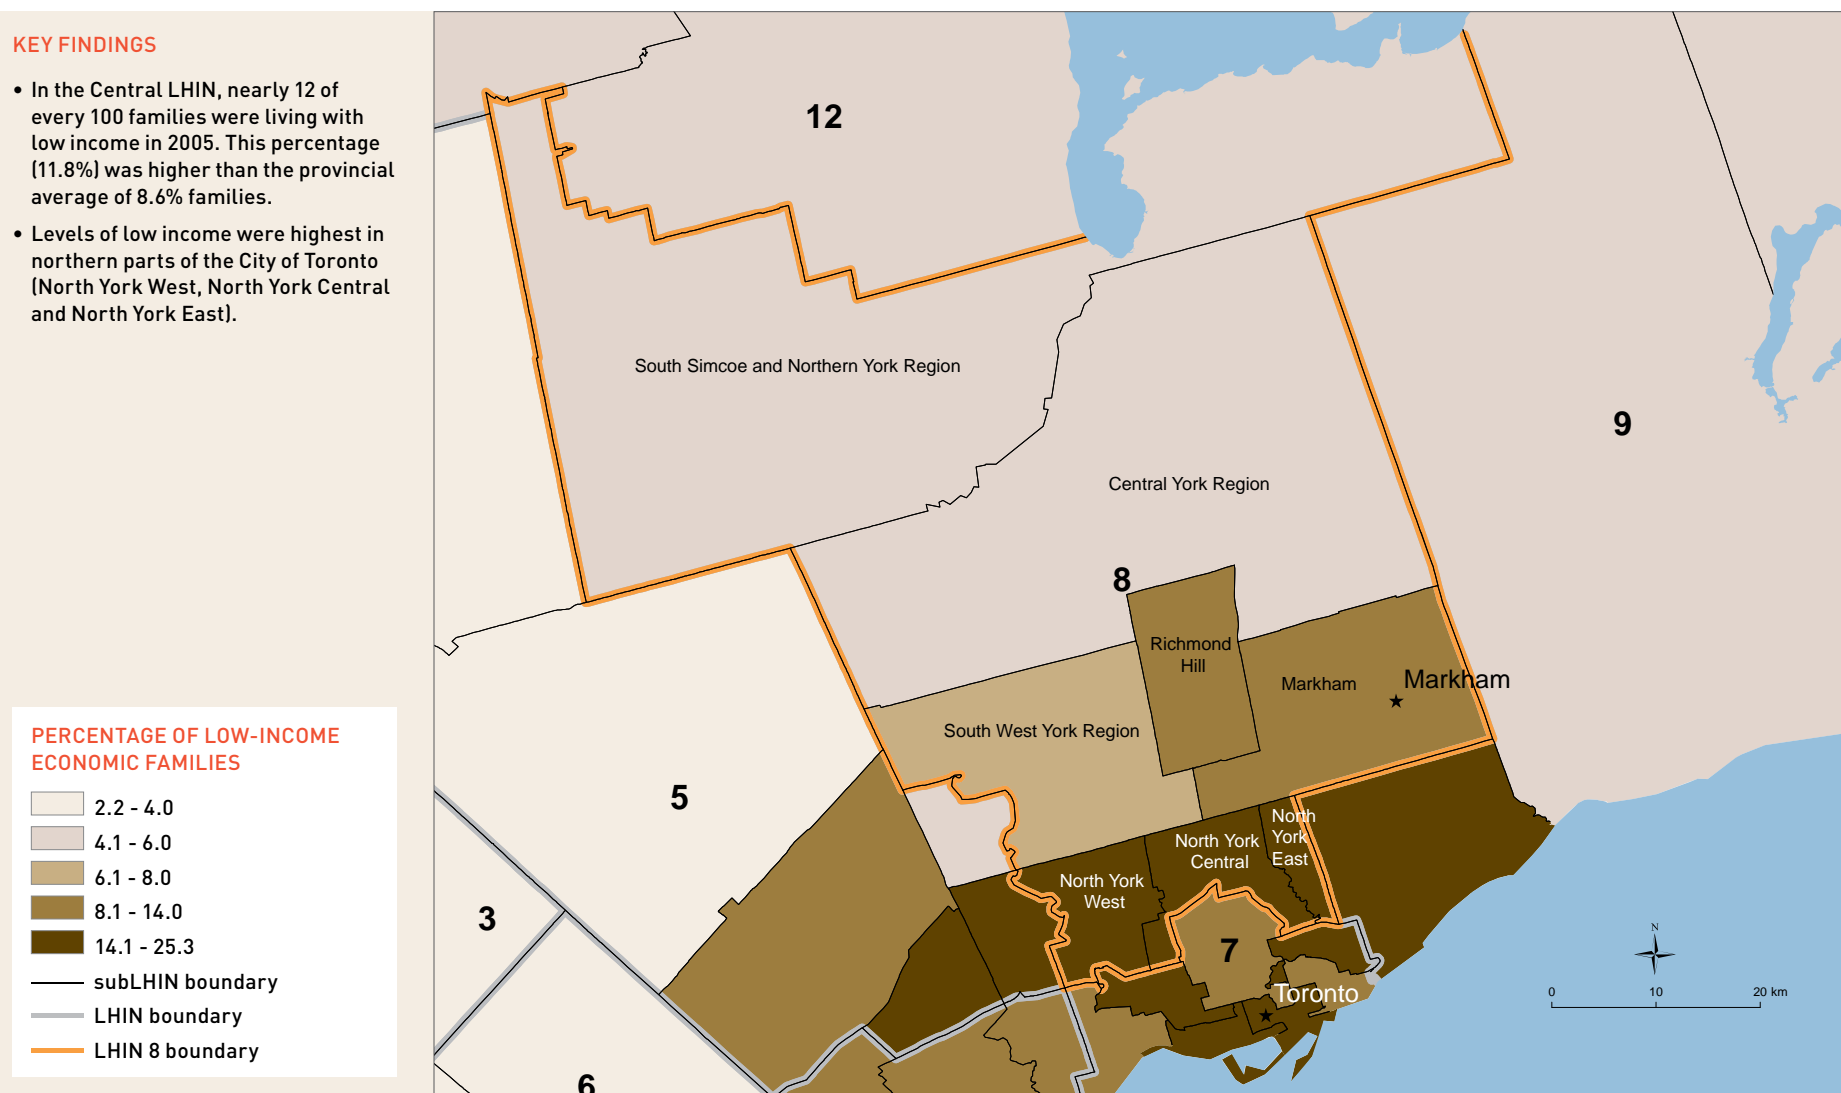 KEY FINDINGS
• In the Central LHIN, nearly 12 of
every 100 families were living with
low income in 2005. This percentage
(11.8%) was higher than the provincial
average of 8.6% families.
• Levels of low income were highest in
northern parts of the City of Toronto
(North York West, North York Central
and North York East).
PERCENTAGE OF LOW-INCOME
ECONOMIC FAMILIES
2.2 - 4.0
4.1 - 6.0
6.1 - 8.0
8.1 - 14.0
14.1 - 25.3
subLHIN boundary
LHIN boundary
LHIN 8 boundary
12
South Simcoe and Northern York Region
9
Central York Region
8
Richmond
Hill
Markham
Markham
South West York Region
5
North
York
East
North York
Central
North York
West
3
7
Toronto
6
N
0 10 20 km